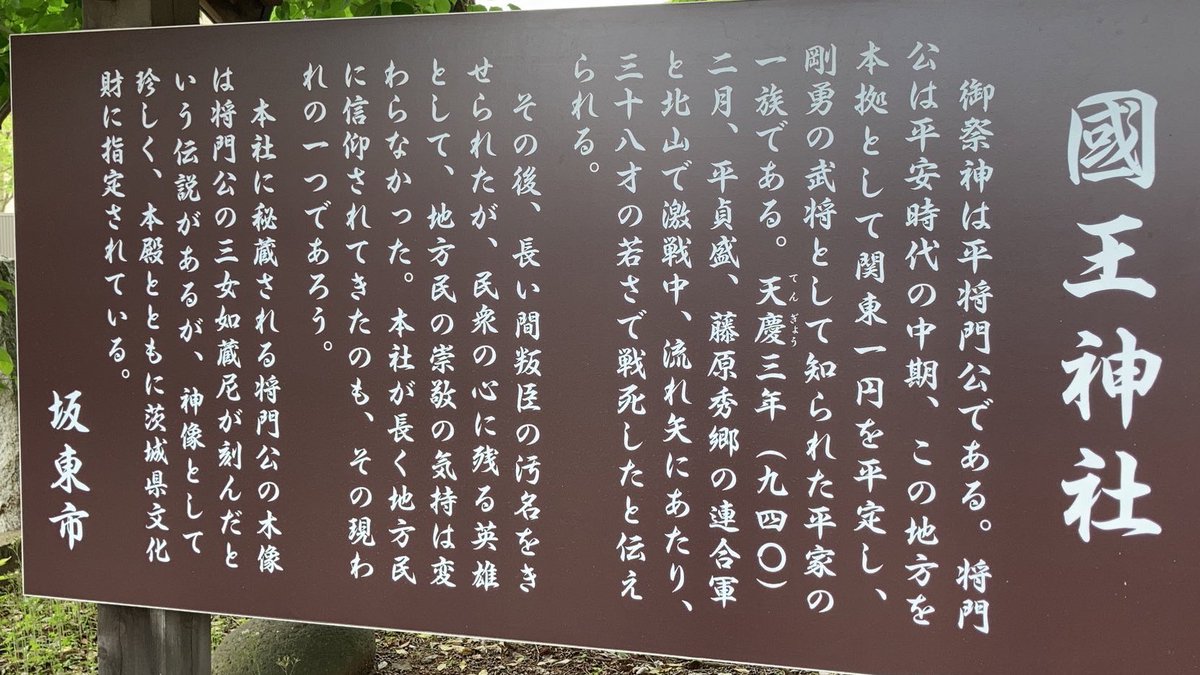 國王神社
御祭神は平将門公である。将門
公は平安時代の中期、この地方を
本拠として関東一円を平定し、
剛勇の武将として知られた平家の
一族である。天慶三年（九四〇）
てんぎょう
二月、平貞盛、藤原秀郷の連合軍
と北山で激戦中、流れ矢にあたり、
三十八才の若さで戦死したと伝え
られる。
その後、長い間叛臣の汚名をき
せられたが、民衆の心に残る英雄
として、地方民の崇敬の気持は変
わらなかった。本社が長く地方民
に信仰されてきたのも、その現わ
れの一つであろう。
本社に秘蔵される将門公の木像
は将門公の三女如蔵尼が刻んだと
いう伝説があるが、神像として
珍しく、本殿とともに茨城県文化
財に指定されている。
坂東市